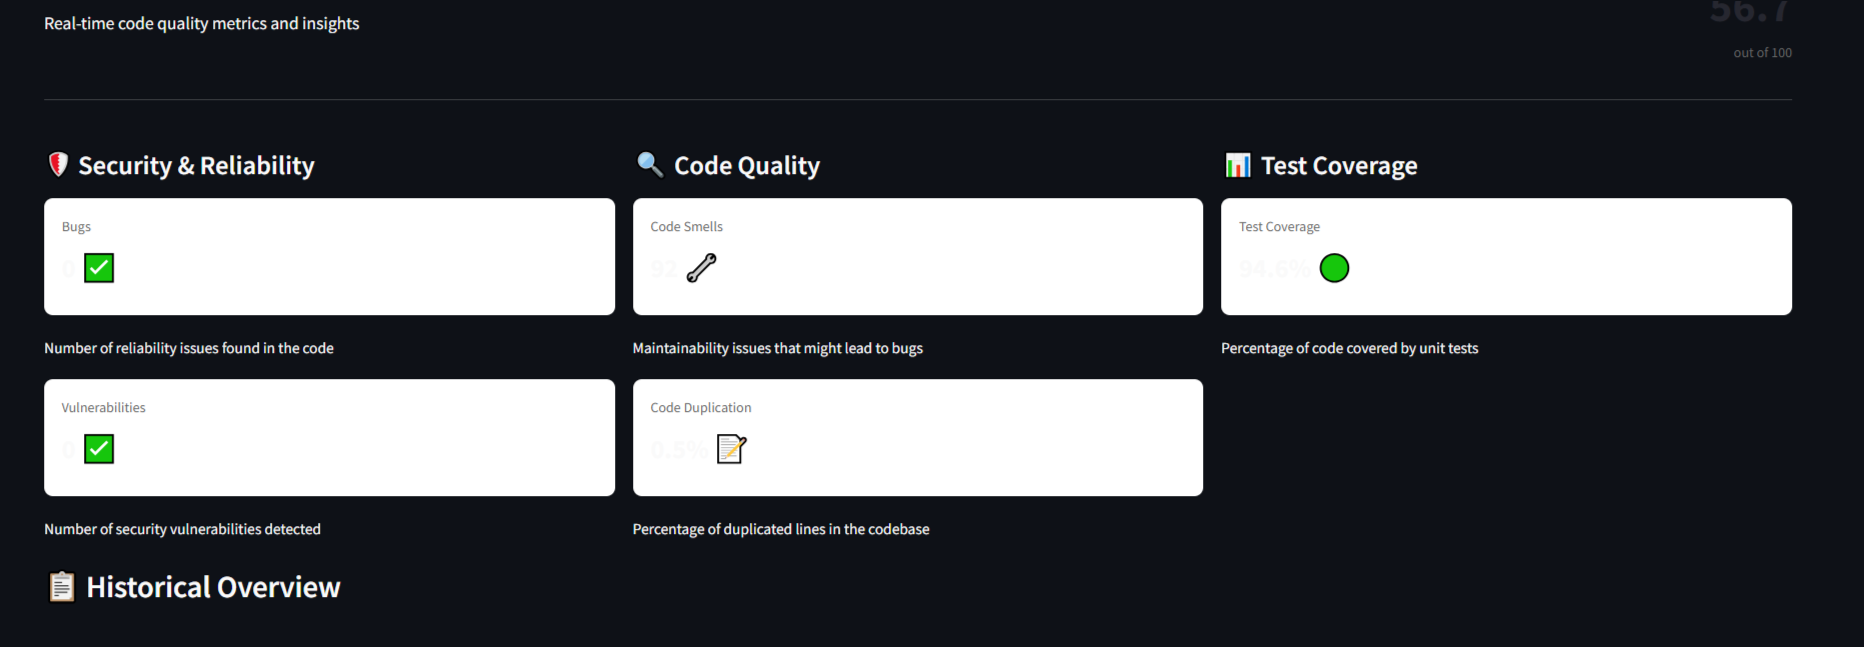 Real-time code quality metrics and insights
56.7
out of 100
Security & Reliability
Bugs
0
Number of reliability issues found in the code
Vulnerabilities
0
Number of security vulnerabilities detected
Code Quality
Code Smells
92
Maintainability issues that might lead to bugs
Code Duplication
0.5%
Percentage of duplicated lines in the codebase
Test Coverage
Test Coverage
94.6%
Percentage of code covered by unit tests
Historical Overview